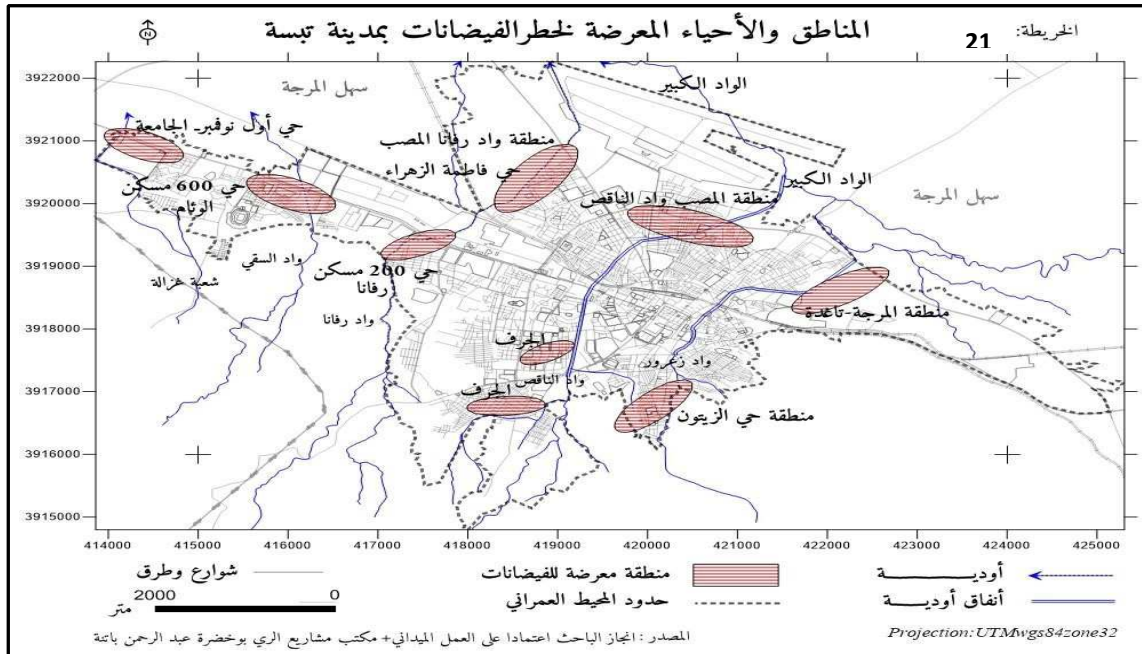 الخريطة: 21
المناطق والأحياء المعرضة لخطر الفيضانات بمدينة تبسة
N
3922000
3921000
3920000
3919000
3918000
3917000
3916000
3915000
سهل المرجة
الواد الكبير
حي أول نوفمبر- الجامعة
منطقة واد رفانا المصب
حي فاطمة الزهراء
حي 600 مسكن
الوئام
الواد الكبير
منطقة المصب واد الناقص
سهل المرجة
واد السقي
شعبة غزالة
حي 200 مسكن
رفانا
واد رفانا
منطقة المرجة-تاغدة
الجرف
واد زعرور
واد الناقص
الجرف
منطقة حي الزيتون
414000 415000 416000 417000 418000 419000 420000 421000 422000 423000 424000 425000
أوديـــة
منطقة معرضة للفيضانات
شوارع وطرق
أنفاق أوديـــة
حدود المحيط العمراني
0 2000 متر
Projection:UTMwgs84zone32
المصدر : انجاز الباحث اعتمادا على العمل الميداني+ مكتب مشاريع الري بوخضرة عبد الرحمن باتنة